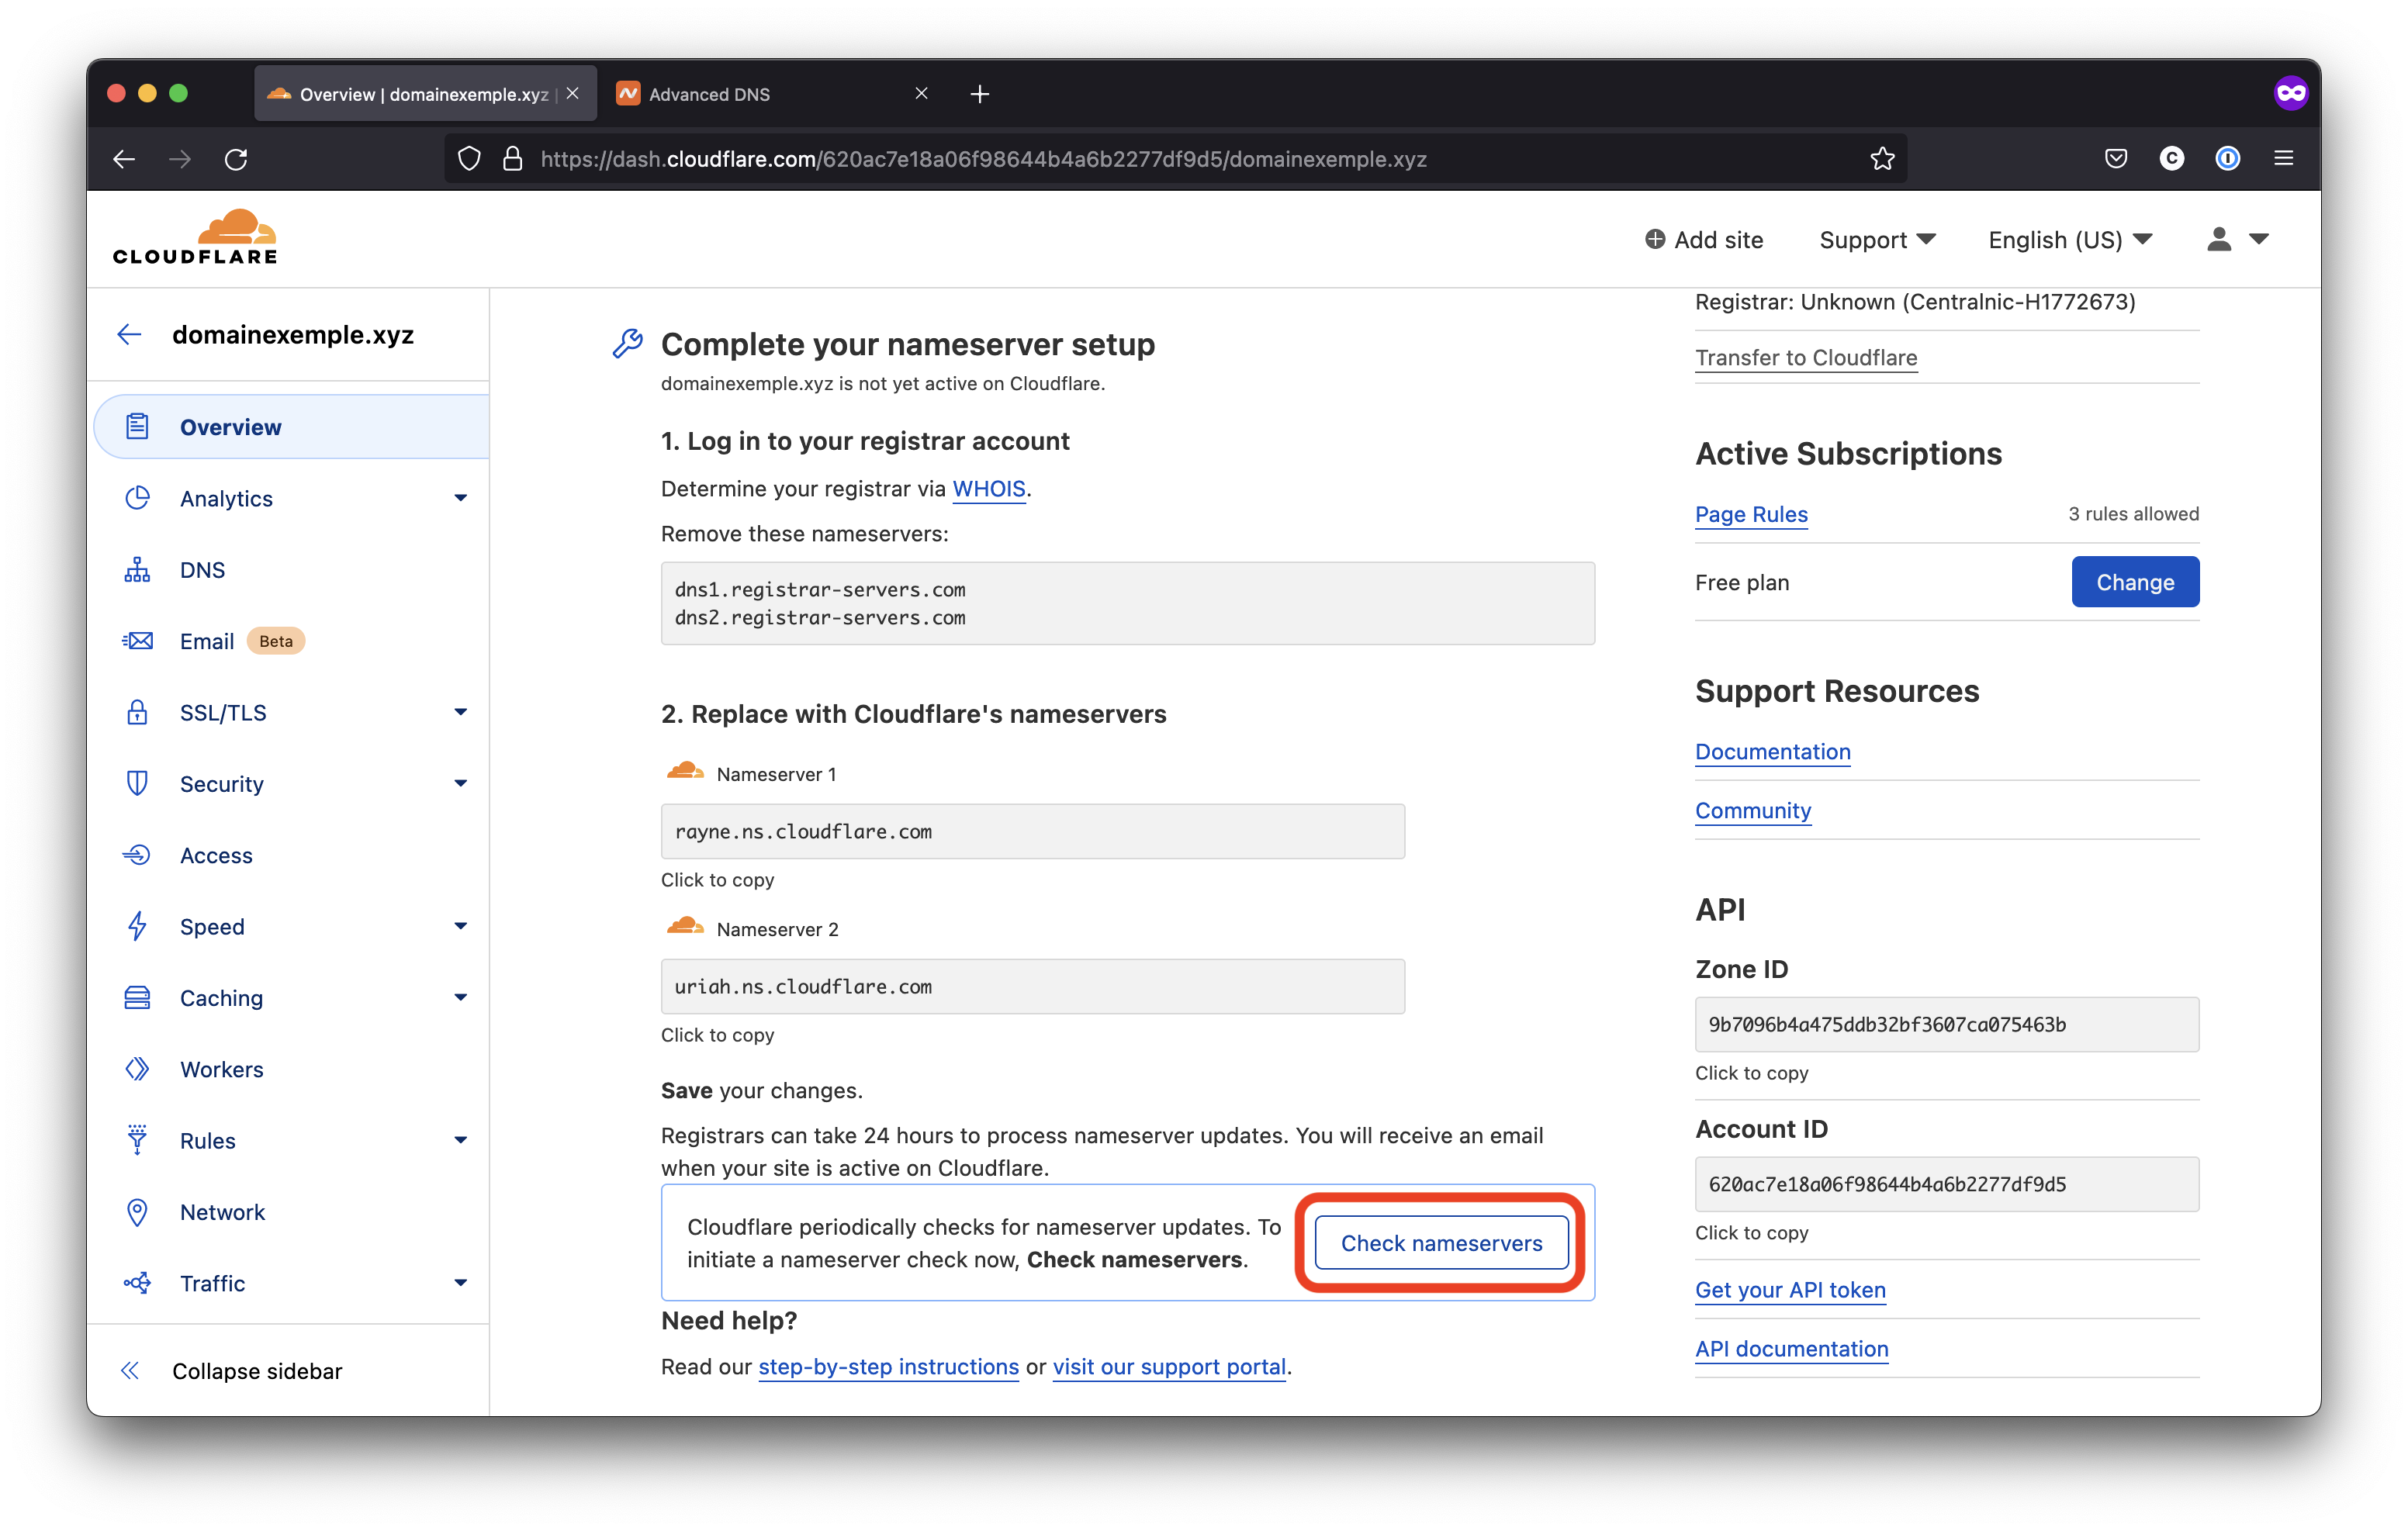 Overview | domainexemple.xyz |
Advanced DNS
https://dash.cloudflare.com/620ac7e18a06f98644b4a6b2277df9d5/domainexemple.xyz
CLOUDFLARE
Add site
Support
English (US)
domainexemple.xyz
Overview
Analytics
DNS
Email Beta
SSL/TLS
Security
Access
Speed
Caching
Workers
Rules
Network
Traffic
Collapse sidebar
Complete your nameserver setup
domainexemple.xyz is not yet active on Cloudflare.
1. Log in to your registrar account
Determine your registrar via WHOIS.
Remove these nameservers:
dns1.registrar-servers.com
dns2.registrar-servers.com
2. Replace with Cloudflare's nameservers
Nameserver 1
rayne.ns.cloudflare.com
Click to copy
Nameserver 2
uriah.ns.cloudflare.com
Click to copy
Save your changes.
Registrars can take 24 hours to process nameserver updates. You will receive an email
when your site is active on Cloudflare.
Cloudflare periodically checks for nameserver updates. To
initiate a nameserver check now, Check nameservers.
Check nameservers
Need help?
Read our step-by-step instructions or visit our support portal.
Registrar: Unknown (Centralnic-H1772673)
Transfer to Cloudflare
Active Subscriptions
Page Rules 3 rules allowed
Free plan Change
Support Resources
Documentation
Community
API
Zone ID
9b7096b4a475ddb32bf3607ca075463b
Click to copy
Account ID
620ac7e18a06f98644b4a6b2277df9d5
Click to copy
Get your API token
API documentation